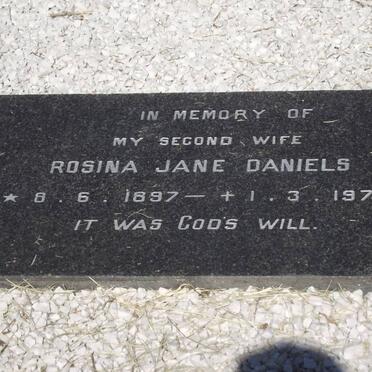 IN MEMORY OF
MY SECOND WIFE
ROSINA JANE DANIELS
* 8.6.1897 — + 1.3.197
IT WAS GOD'S WILL.